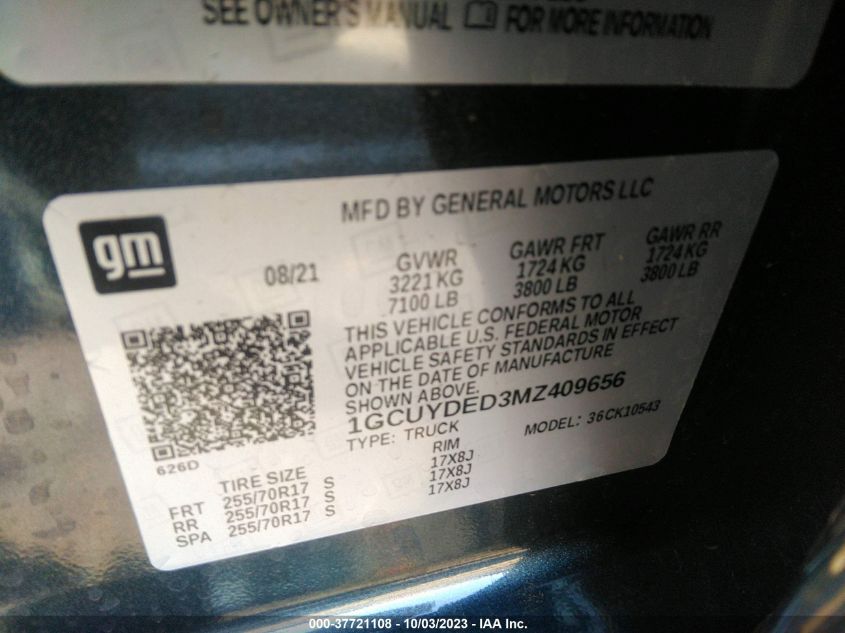 SEE OWNER'S MANUAL FOR MORE INFORMATION
gm
MFD BY GENERAL MOTORS LLC
08/21
GVWR GAWR FRT GAWR RR
3221 KG 1724 KG 1724 KG
7100 LB 3800 LB 3800 LB
THIS VEHICLE CONFORMS TO ALL
APPLICABLE U.S. FEDERAL MOTOR
VEHICLE SAFETY STANDARDS IN EFFECT
ON THE DATE OF MANUFACTURE
SHOWN ABOVE.
1GCUYDED3MZ409656
TYPE: TRUCK MODEL: 36CK10543
626D
TIRE SIZE RIM
FRT 255/70R17 S 17X8J
RR 255/70R17 S 17X8J
SPA 255/70R17 S 17X8J
000-37721108 - 10/03/2023 - IAA Inc.